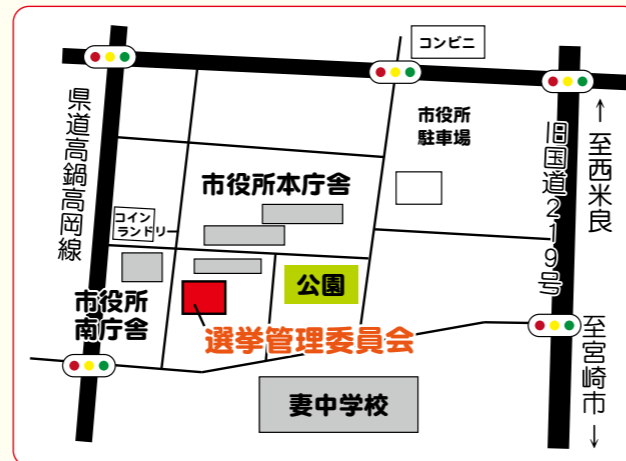 コンビニ
県道高鍋高岡線
市役所
駐車場
旧国道219号
↑至西米良
市役所本庁舎
コイン
ランドリー
公園
市役所
南庁舎
選挙管理委員会
至宮崎市↓
妻中学校